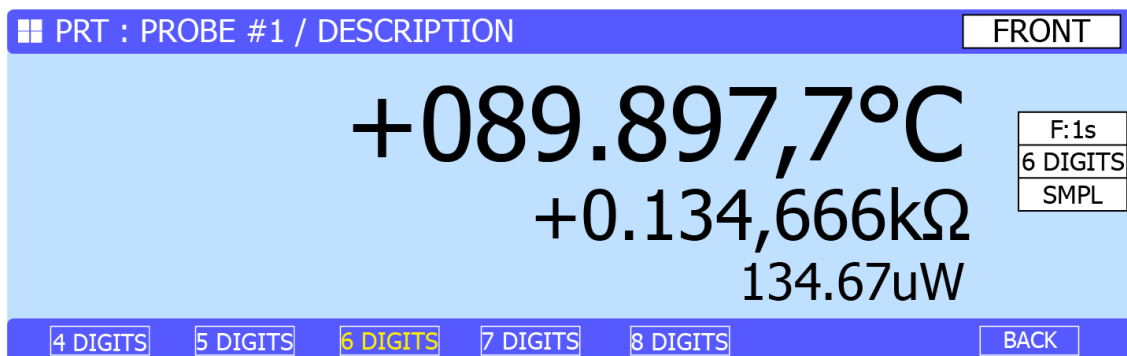 PRT : PROBE #1 / DESCRIPTION FRONT
+089.897,7°C
F:1s
6 DIGITS
SMPL
+0.134,666kΩ
134.67uW
4 DIGITS 5 DIGITS 6 DIGITS 7 DIGITS 8 DIGITS BACK